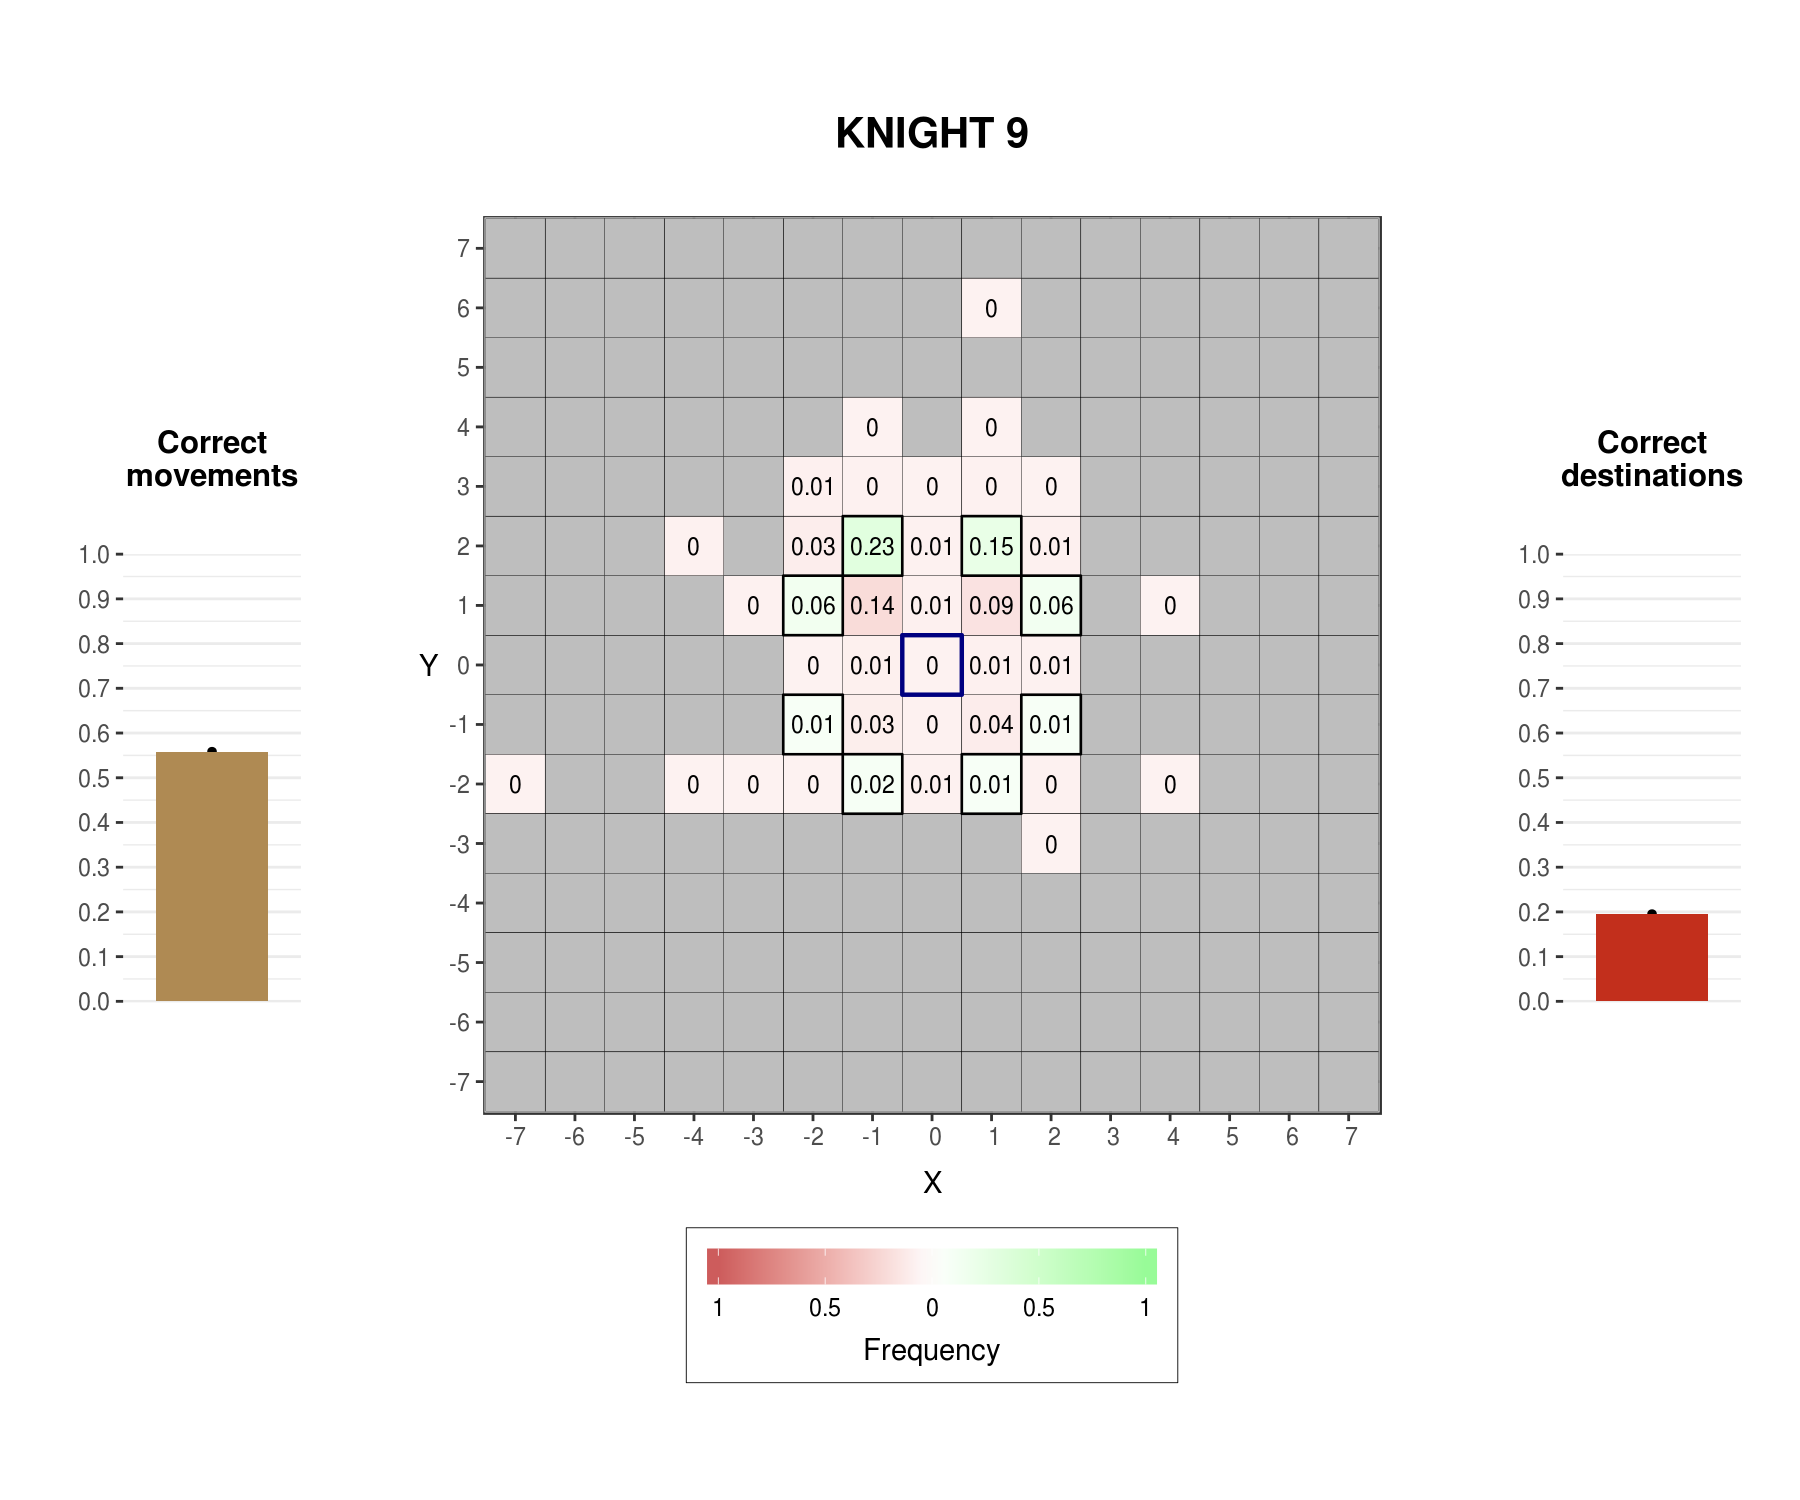 KNIGHT 9
Correct
movements
1.0
0.9
0.8
0.7
0.6
0.5
0.4
0.3
0.2
0.1
0.0
Y
7
6
5
4
3
2
1
0
-1
-2
-3
-4
-5
-6
-7
0
0 0
0.01 0 0 0 0
0 0.03 0.23 0.01 0.15 0.01
0 0.06 0.14 0.01 0.09 0.06 0
0 0.01 0 0.01 0.01
0.01 0.03 0 0.04 0.01
0 0 0 0 0.02 0.01 0.01 0 0
0
-7 -6 -5 -4 -3 -2 -1 0 1 2 3 4 5 6 7
X
1 0.5 0 0.5 1
Frequency
Correct
destinations
1.0
0.9
0.8
0.7
0.6
0.5
0.4
0.3
0.2
0.1
0.0